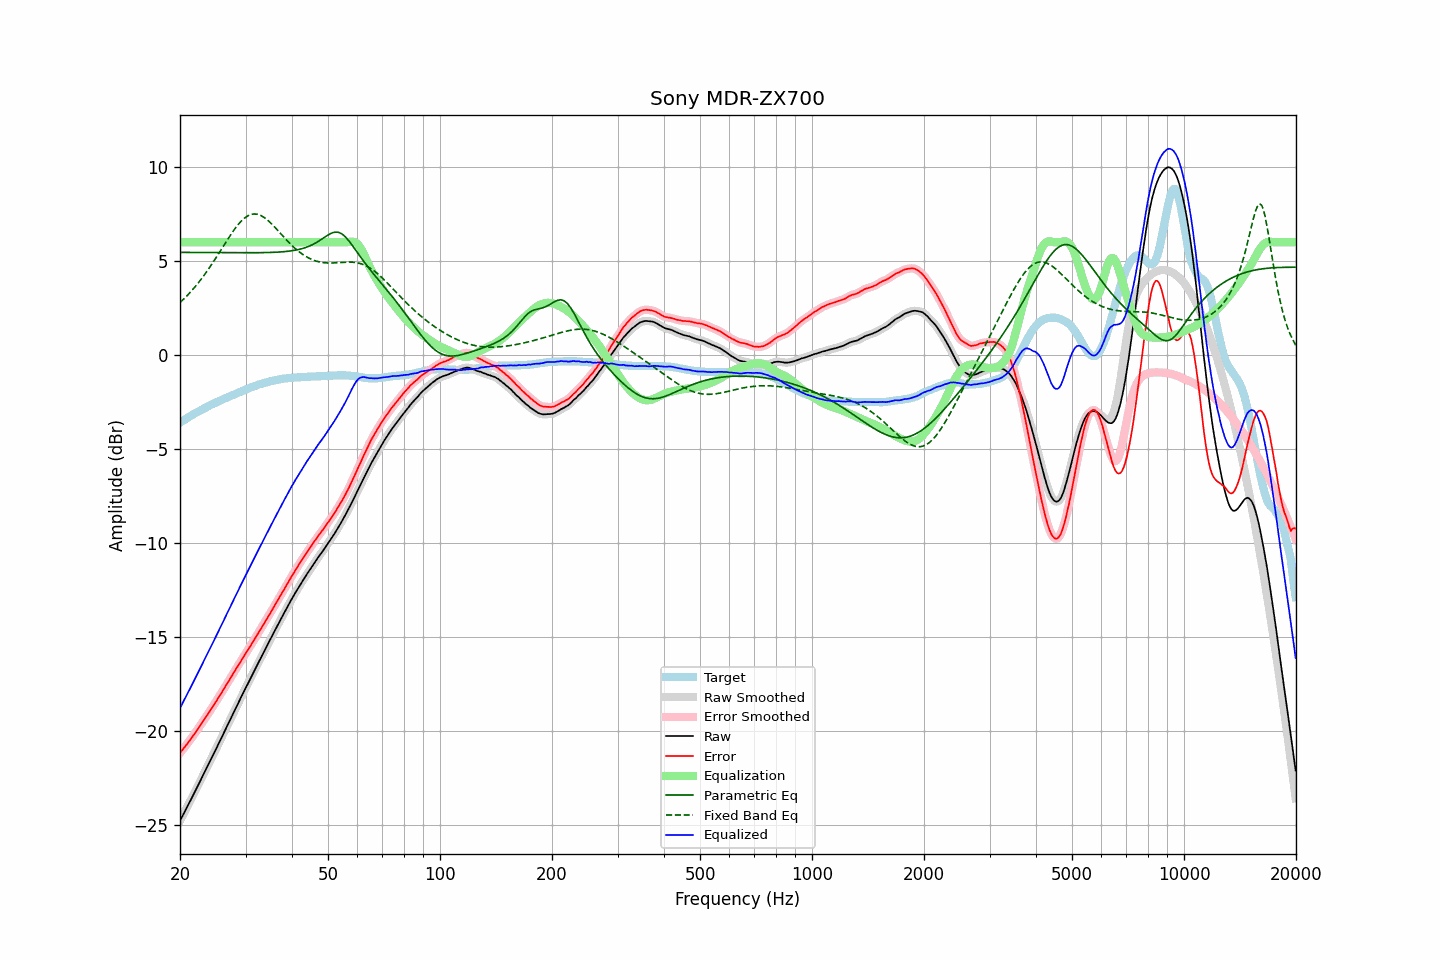 Sony MDR-ZX700
Amplitude (dBr)
10
5
0
−5
−10
−15
−20
−25
20
50
100
200
500
1000
2000
5000
10000
20000
Frequency (Hz)
Target
Raw Smoothed
Error Smoothed
Raw
Error
Equalization
Parametric Eq
Fixed Band Eq
Equalized